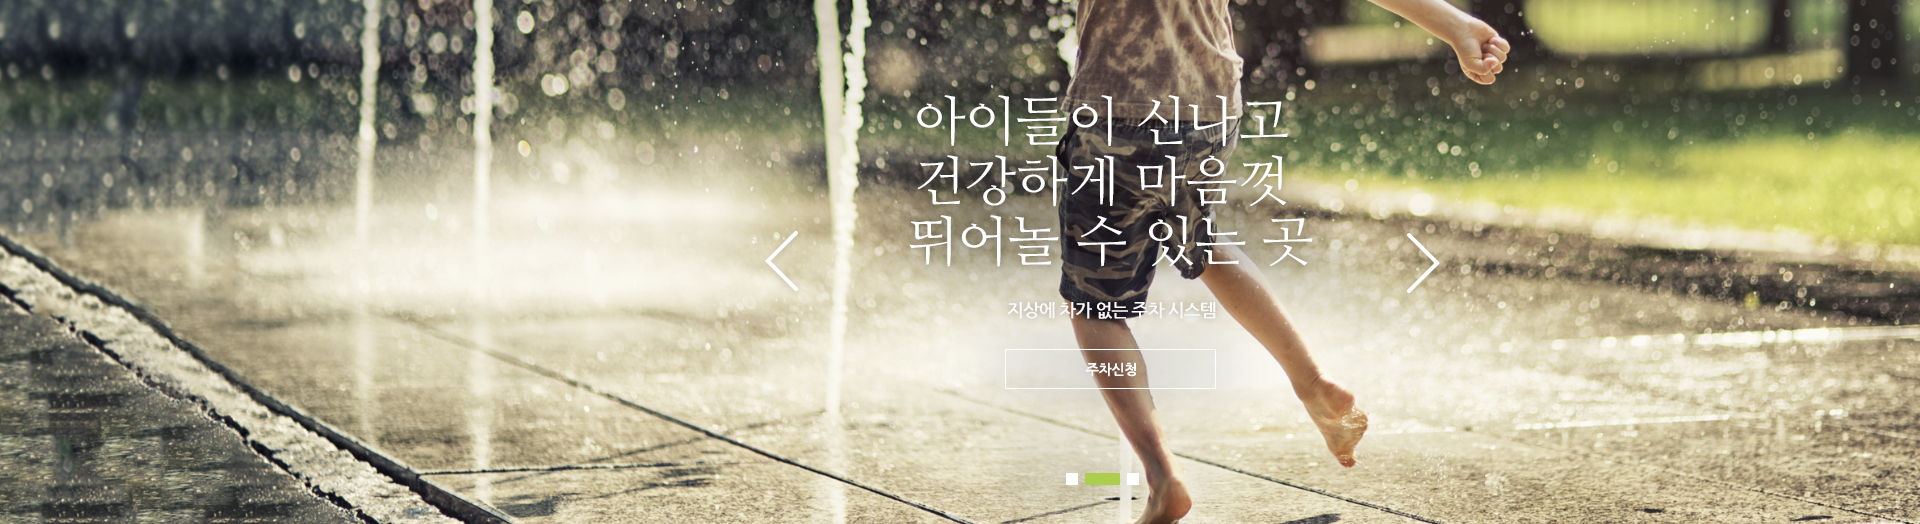 아이들이 신나고
건강하게 마음껏
뛰어놀 수 있는 곳
지상에 차가 없는 주차 시스템
주차신청